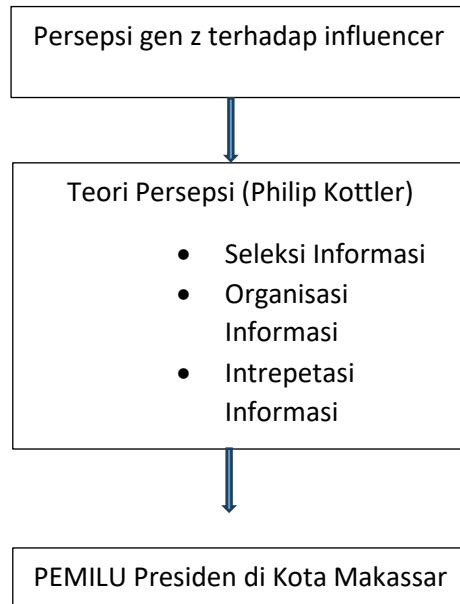 Persepsi gen z terhadap influencer
Teori Persepsi (Philip Kottler)
• Seleksi Informasi
• Organisasi
Informasi
• Intrepetasi
Informasi
PEMILU Presiden di Kota Makassar